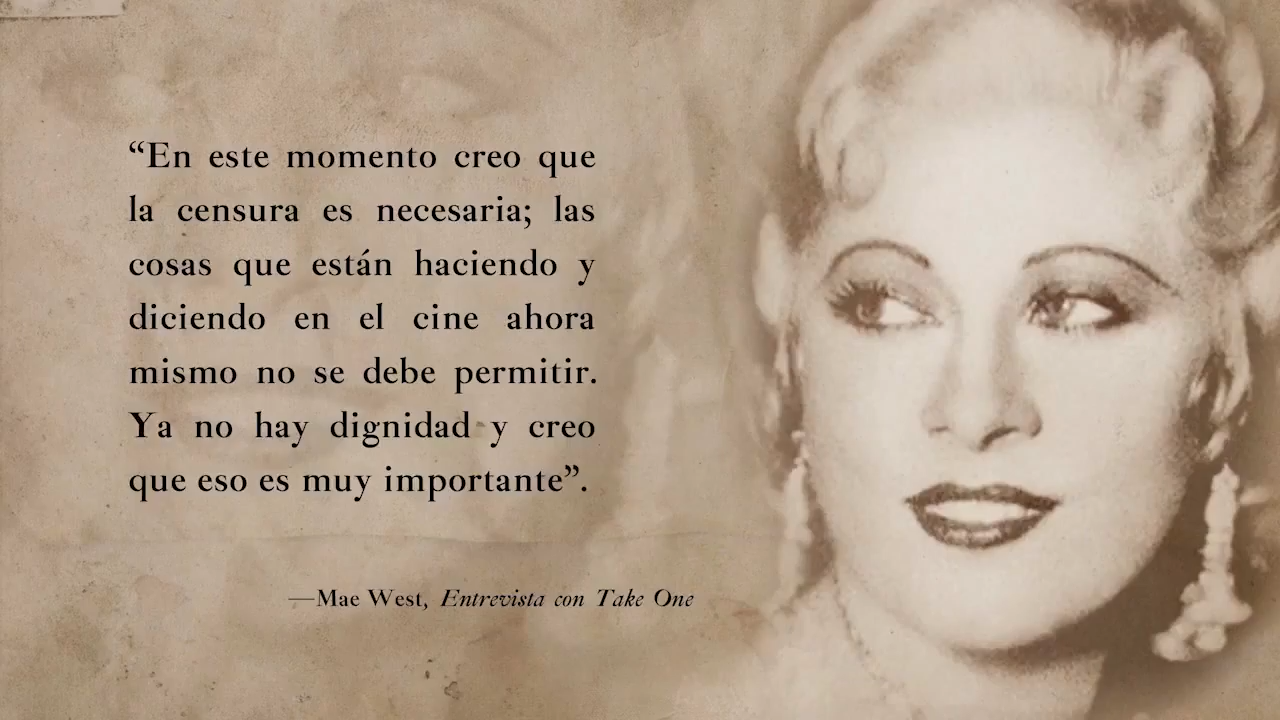 “En este momento creo que
la censura es necesaria; las
cosas que están haciendo y
diciendo en el cine ahora
mismo no se debe permitir.
Ya no hay dignidad y creo
que eso es muy importante”.
—Mae West, Entrevista con Take One